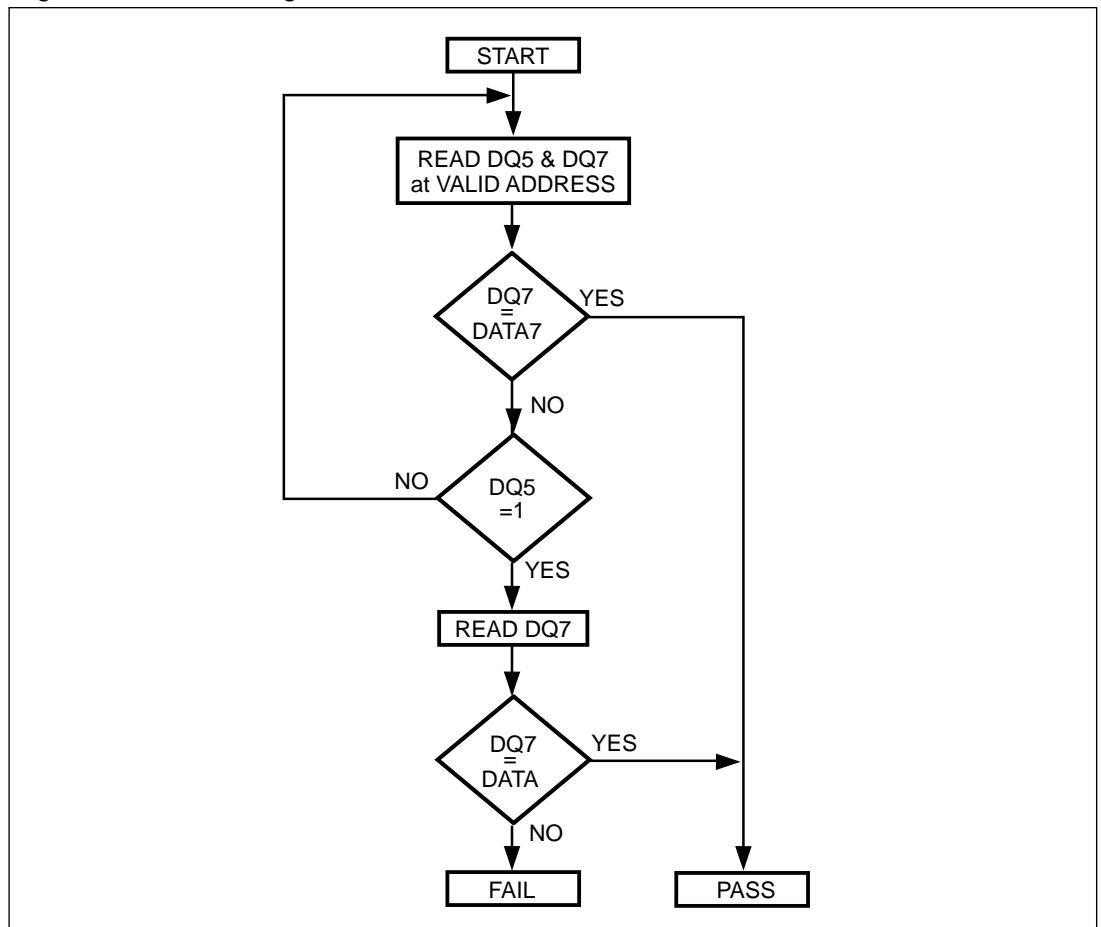 START
READ DQ5 & DQ7
at VALID ADDRESS
DQ7
=
DATA7
YES
NO
DQ5
=1
NO
YES
READ DQ7
DQ7
=
DATA
YES
NO
FAIL
PASS